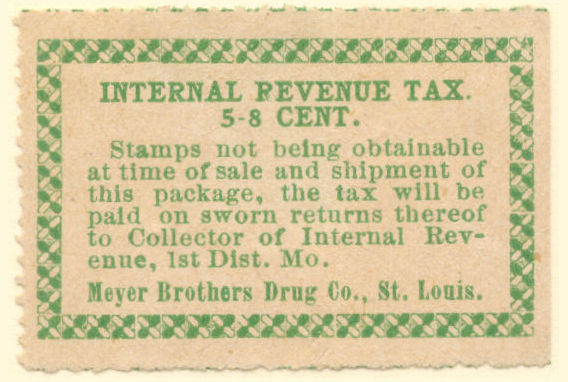 INTERNAL REVENUE TAX.
5-8 CENT.
Stamps not being obtainable
at time of sale and shipment of
this package, the tax will be
paid on sworn returns thereof
to Collector of Internal Rev-
enue, 1st Dist. Mo.
Meyer Brothers Drug Co., St. Louis.